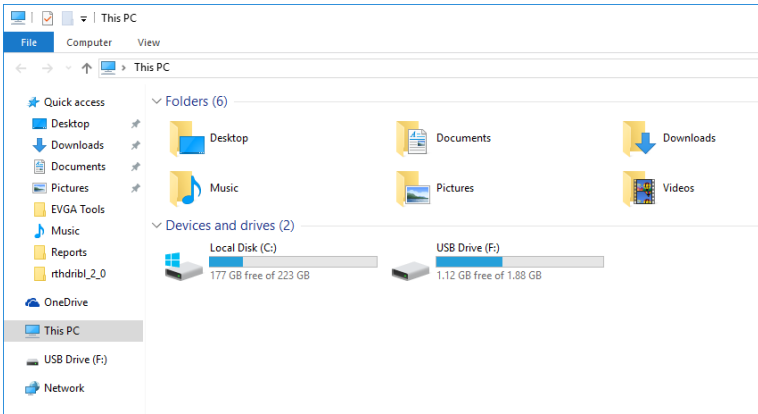 This PC
File Computer View
This PC
Quick access
Desktop
Downloads
Documents
Pictures
EVGA Tools
Music
Reports
rthdribl_2_0
OneDrive
This PC
USB Drive (F:)
Network
Folders (6)
Desktop
Documents
Downloads
Music
Pictures
Videos
Devices and drives (2)
Local Disk (C:)
177 GB free of 223 GB
USB Drive (F:)
1.12 GB free of 1.88 GB